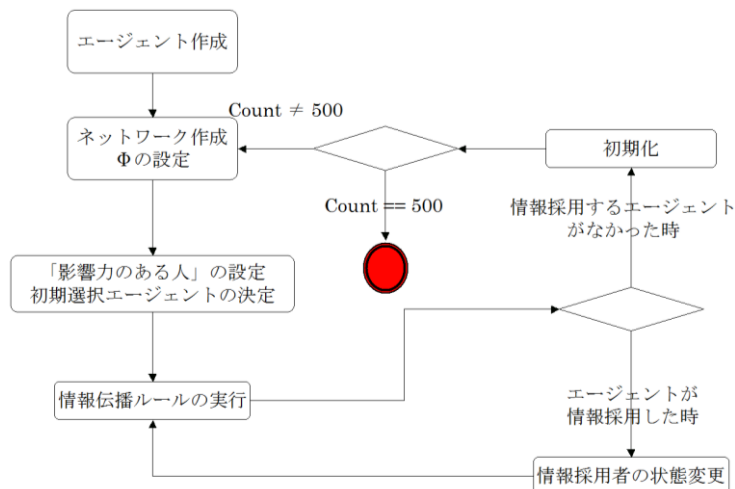 エージェント作成
Count ≠ 500
ネットワーク作成
Φの設定
初期化
Count == 500
情報採用するエージェント
がなかった時
「影響力のある人」の設定
初期選択エージェントの決定
情報伝播ルールの実行
エージェントが
情報採用した時
情報採用者の状態変更